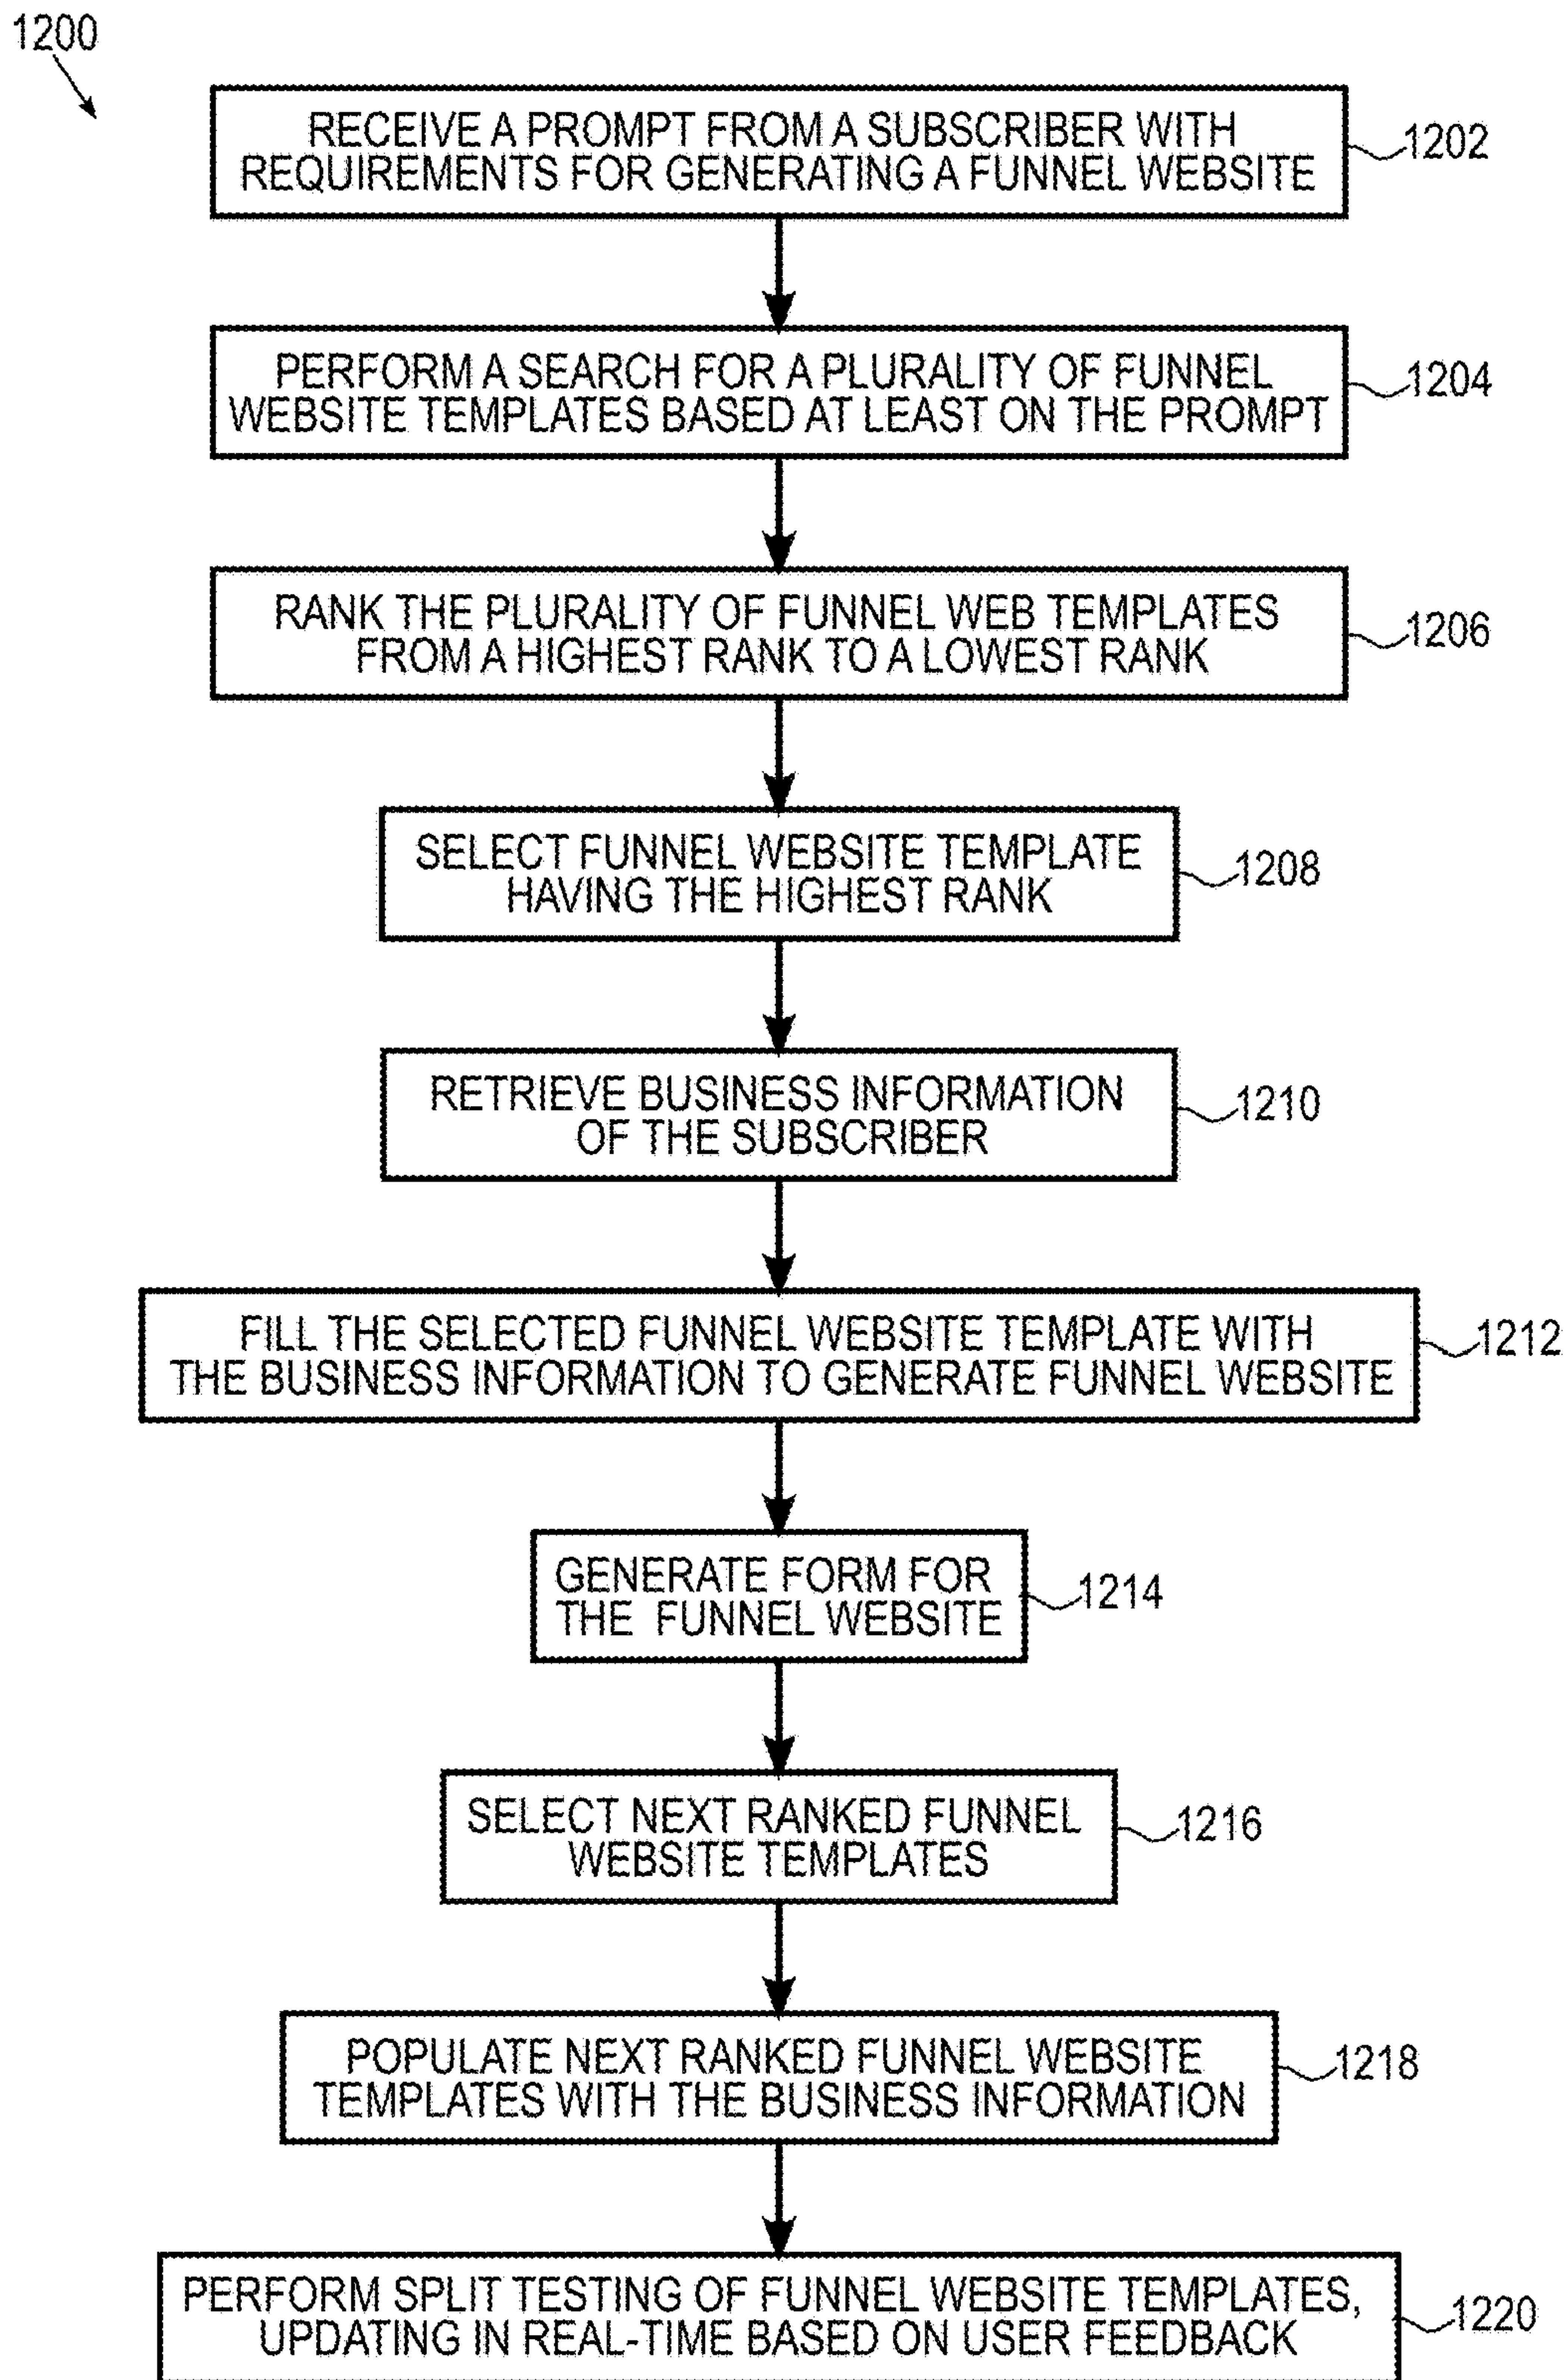 1200
RECEIVE A PROMPT FROM A SUBSCRIBER WITH
REQUIREMENTS FOR GENERATING A FUNNEL WEBSITE
1202
PERFORM A SEARCH FOR A PLURALITY OF FUNNEL
WEBSITE TEMPLATES BASED AT LEAST ON THE PROMPT
1204
RANK THE PLURALITY OF FUNNEL WEB TEMPLATES
FROM A HIGHEST RANK TO A LOWEST RANK
1206
SELECT FUNNEL WEBSITE TEMPLATE
HAVING THE HIGHEST RANK
1208
RETRIEVE BUSINESS INFORMATION
OF THE SUBSCRIBER
1210
FILL THE SELECTED FUNNEL WEBSITE TEMPLATE WITH
THE BUSINESS INFORMATION TO GENERATE FUNNEL WEBSITE
1212
GENERATE FORM FOR
THE FUNNEL WEBSITE
1214
SELECT NEXT RANKED FUNNEL
WEBSITE TEMPLATES
1216
POPULATE NEXT RANKED FUNNEL WEBSITE
TEMPLATES WITH THE BUSINESS INFORMATION
1218
PERFORM SPLIT TESTING OF FUNNEL WEBSITE TEMPLATES,
UPDATING IN REAL-TIME BASED ON USER FEEDBACK
1220